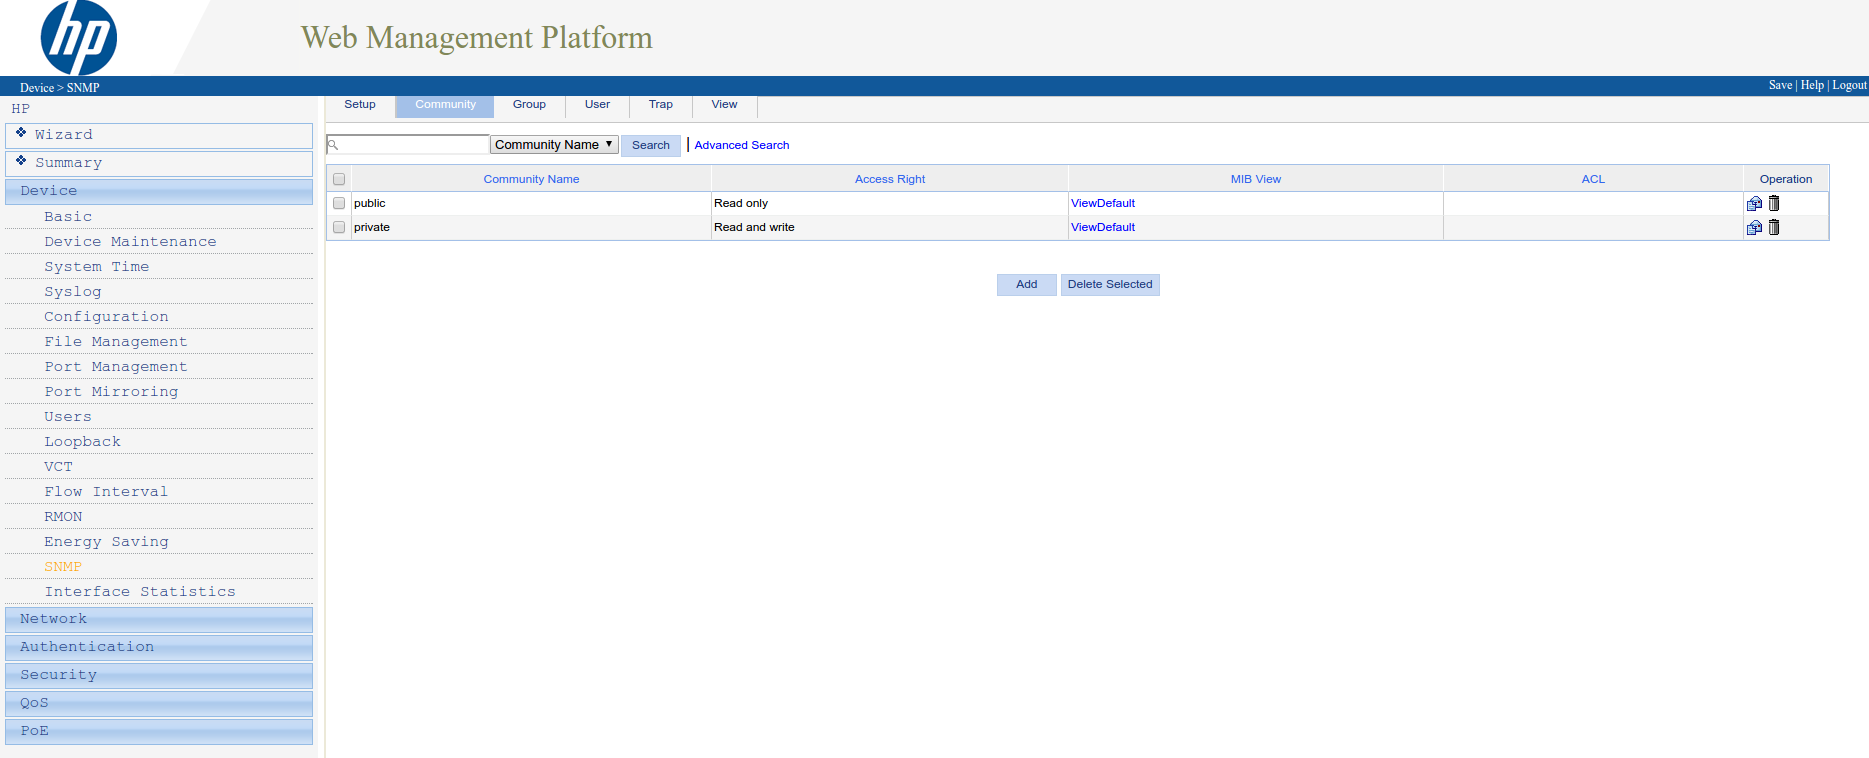 hp
Web Management Platform
Device > SNMP
Save | Help | Logout
HP
Wizard
Summary
Device
Basic
Device Maintenance
System Time
Syslog
Configuration
File Management
Port Management
Port Mirroring
Users
Loopback
VCT
Flow Interval
RMON
Energy Saving
SNMP
Interface Statistics
Network
Authentication
Security
QoS
PoE
Setup Community Group User Trap View
Community Name Search | Advanced Search
Community Name Access Right MIB View ACL Operation
public Read only ViewDefault
private Read and write ViewDefault
Add Delete Selected